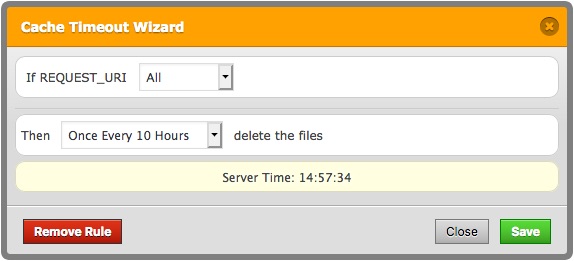 Cache Timeout Wizard
If REQUEST_URI All
Then Once Every 10 Hours delete the files
Server Time: 14:57:34
Remove Rule Close Save